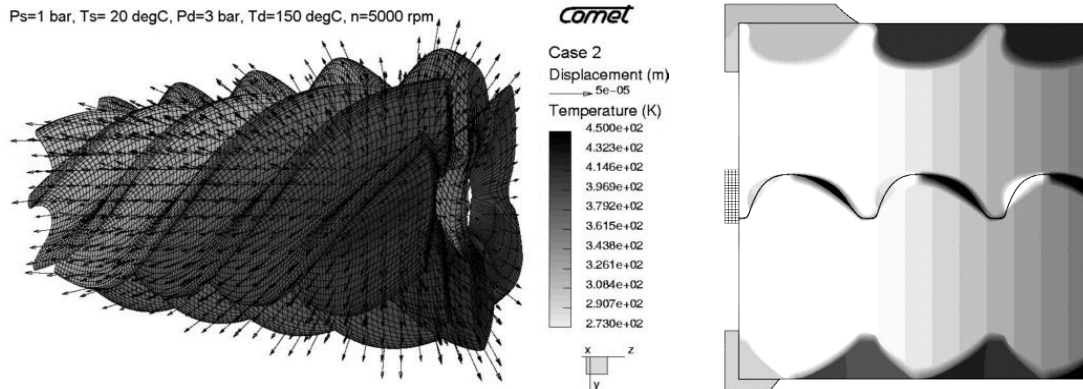 Ps=1 bar, Ts= 20 degC, Pd=3 bar, Td=150 degC, n=5000 rpm
Comet
Case 2
Displacement (m)
5e-05
Temperature (K)
4.500e+02
4.323e+02
4.146e+02
3.969e+02
3.792e+02
3.615e+02
3.438e+02
3.261e+02
3.084e+02
2.907e+02
2.730e+02
x z
y